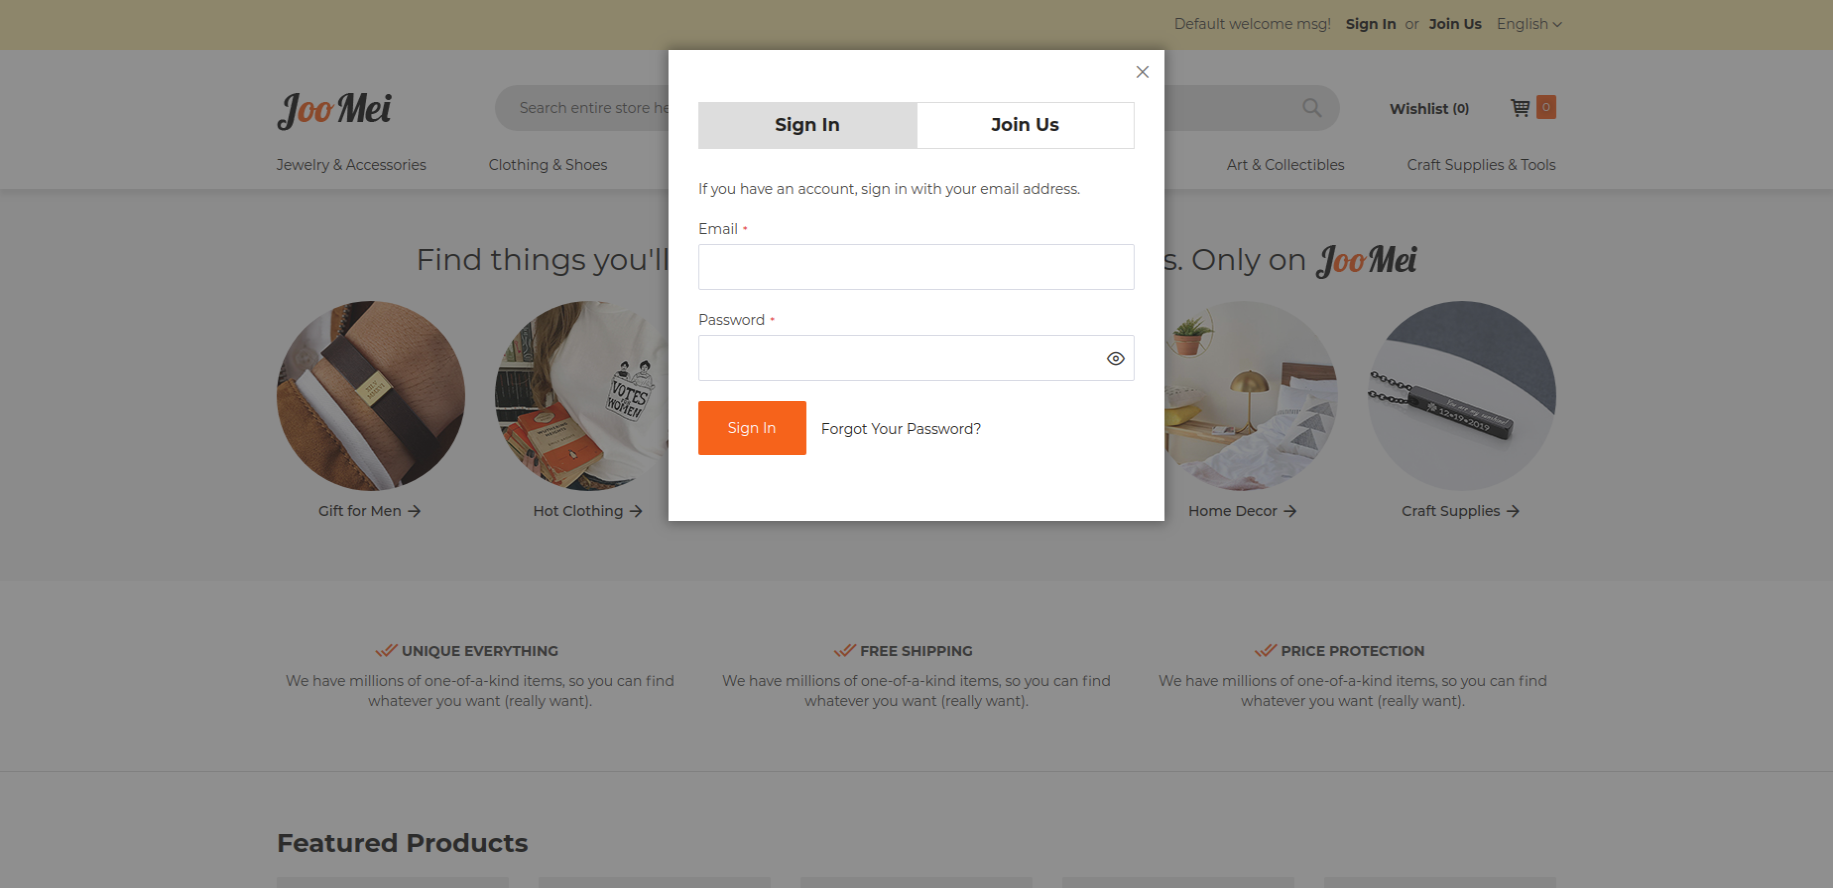 Default welcome msg! Sign In or Join Us English
JooMei
Search entire store he
Wishlist (0)
0
Jewelry & Accessories
Clothing & Shoes
Art & Collectibles
Craft Supplies & Tools
Sign In
Join Us
If you have an account, sign in with your email address.
Email *
Password *
Sign In
Forgot Your Password?
Find things you'll
s. Only on JooMei
VOTES
WOMEN
12•19•2019
Gift for Men
Hot Clothing
Home Decor
Craft Supplies
UNIQUE EVERYTHING
We have millions of one-of-a-kind items, so you can find
whatever you want (really want).
FREE SHIPPING
We have millions of one-of-a-kind items, so you can find
whatever you want (really want).
PRICE PROTECTION
We have millions of one-of-a-kind items, so you can find
whatever you want (really want).
Featured Products